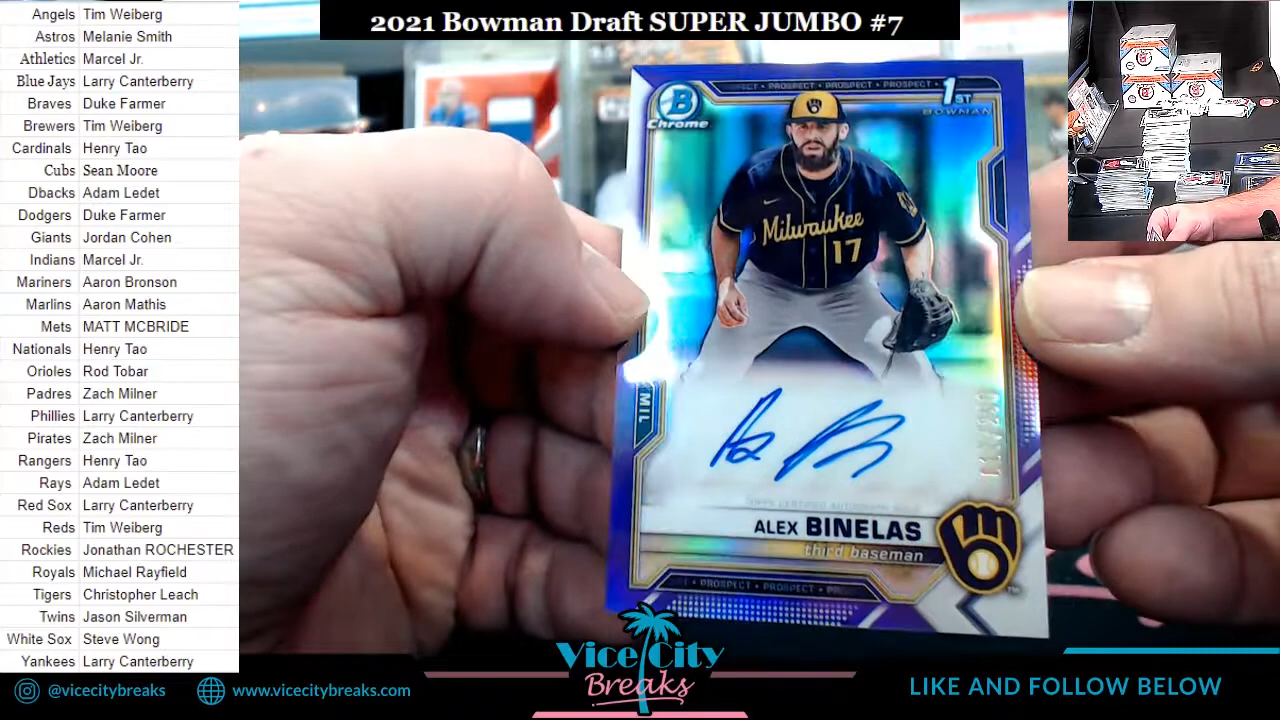 2021 Bowman Draft SUPER JUMBO #7
Angels Tim Weiberg
Astros Melanie Smith
Athletics Marcel Jr.
Blue Jays Larry Canterberry
Braves Duke Farmer
Brewers Tim Weiberg
Cardinals Henry Tao
Cubs Sean Moore
Dbacks Adam Ledet
Dodgers Duke Farmer
Giants Jordan Cohen
Indians Marcel Jr.
Mariners Aaron Bronson
Marlins Aaron Mathis
Mets MATT MCBRIDE
Nationals Henry Tao
Orioles Rod Tobar
Padres Zach Milner
Phillies Larry Canterberry
Pirates Zach Milner
Rangers Henry Tao
Rays Adam Ledet
Red Sox Larry Canterberry
Reds Tim Weiberg
Rockies Jonathan ROCHESTER
Royals Michael Rayfield
Tigers Christopher Leach
Twins Jason Silverman
White Sox Steve Wong
Yankees Larry Canterberry
PROSPECT • PROSPECT • PROSPECT
B
Chrome
1ST
BOWMAN
Milwaukee
17
MIL
ALEX BINELAS
third baseman
PROSPECT • PROSPECT
@vicecitybreaks
www.vicecitybreaks.com
Vice City
Breaks
LIKE AND FOLLOW BELOW